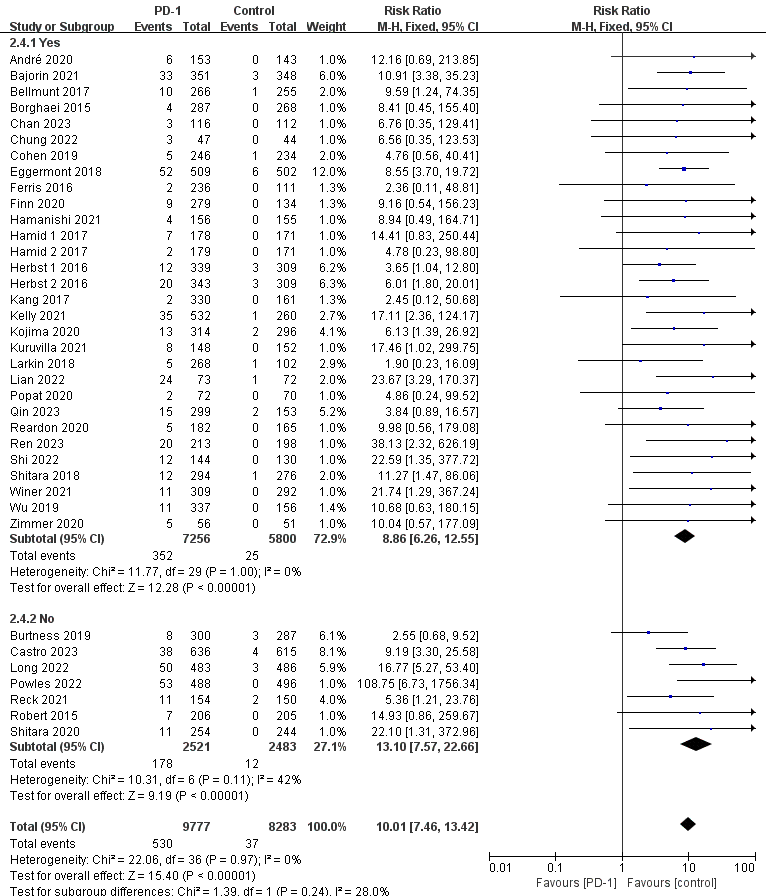 PD-1 Control Risk Ratio Risk Ratio
Study or Subgroup Events Total Events Total Weight M-H, Fixed, 95% CI M-H, Fixed, 95% CI
2.4.1 Yes
André 2020 6 153 0 143 1.0% 12.16 [0.69, 213.85]
Bajorin 2021 33 351 3 348 6.0% 10.91 [3.38, 35.23]
Bellmunt 2017 10 266 1 255 2.0% 9.59 [1.24, 74.35]
Borghaei 2015 4 287 0 268 1.0% 8.41 [0.45, 155.40]
Chan 2023 3 116 0 112 1.0% 6.76 [0.35, 129.41]
Chung 2022 3 47 0 44 1.0% 6.56 [0.35, 123.53]
Cohen 2019 5 246 1 234 2.0% 4.76 [0.56, 40.41]
Eggermont 2018 52 509 6 502 12.0% 8.55 [3.70, 19.72]
Ferris 2016 2 236 0 111 1.3% 2.36 [0.11, 48.81]
Finn 2020 9 279 0 134 1.3% 9.16 [0.54, 156.23]
Hamanishi 2021 4 156 0 155 1.0% 8.94 [0.49, 164.71]
Hamid 1 2017 7 178 0 171 1.0% 14.41 [0.83, 250.44]
Hamid 2 2017 2 179 0 171 1.0% 4.78 [0.23, 98.80]
Herbst 1 2016 12 339 3 309 6.2% 3.65 [1.04, 12.80]
Herbst 2 2016 20 343 3 309 6.3% 6.01 [1.80, 20.01]
Kang 2017 2 330 0 161 1.3% 2.45 [0.12, 50.68]
Kelly 2021 35 532 1 260 2.7% 17.11 [2.36, 124.17]
Kojima 2020 13 314 2 296 4.1% 6.13 [1.39, 26.92]
Kuruvilla 2021 8 148 0 152 1.0% 17.46 [1.02, 299.75]
Larkin 2018 5 268 1 102 2.9% 1.90 [0.23, 16.09]
Lian 2022 24 73 1 72 2.0% 23.67 [3.29, 170.37]
Popat 2020 2 72 0 70 1.0% 4.86 [0.24, 99.52]
Qin 2023 15 299 2 153 5.2% 3.84 [0.89, 16.57]
Reardon 2020 5 182 0 165 1.0% 9.98 [0.56, 179.08]
Ren 2023 20 213 0 198 1.0% 38.13 [2.32, 626.19]
Shi 2022 12 144 0 130 1.0% 22.59 [1.35, 377.72]
Shitara 2018 12 294 1 276 2.1% 11.27 [1.47, 86.06]
Winer 2021 11 309 0 292 1.0% 21.74 [1.29, 367.24]
Wu 2019 11 337 0 156 1.4% 10.68 [0.63, 180.15]
Zimmer 2020 5 56 0 51 1.0% 10.04 [0.57, 177.09]
Subtotal (95% CI) 7256 5800 72.9% 8.86 [6.26, 12.55]
Total events 352 25
Heterogeneity: Chi² = 11.77, df = 29 (P = 1.00); I² = 0%
Test for overall effect: Z = 12.28 (P < 0.00001)
2.4.2 No
Burtness 2019 8 300 3 287 6.1% 2.55 [0.68, 9.52]
Castro 2023 38 636 4 615 8.1% 9.19 [3.30, 25.58]
Long 2022 50 483 3 486 5.9% 16.77 [5.27, 53.40]
Powles 2022 53 488 0 496 1.0% 108.75 [6.73, 1756.34]
Reck 2021 11 154 2 150 4.0% 5.36 [1.21, 23.76]
Robert 2015 7 206 0 205 1.0% 14.93 [0.86, 259.67]
Shitara 2020 11 254 0 244 1.0% 22.10 [1.31, 372.96]
Subtotal (95% CI) 2521 2483 27.1% 13.10 [7.57, 22.66]
Total events 178 12
Heterogeneity: Chi² = 10.31, df = 6 (P = 0.11); I² = 42%
Test for overall effect: Z = 9.19 (P < 0.00001)
Total (95% CI) 9777 8283 100.0% 10.01 [7.46, 13.42]
Total events 530 37
Heterogeneity: Chi² = 22.06, df = 36 (P = 0.97); I² = 0%
Test for overall effect: Z = 15.40 (P < 0.00001)
Test for subgroup differences: Chi² = 1.39, df = 1 (P = 0.24), I² = 28.0%
0.01 0.1 1 10 100
Favours [PD-1] Favours [control]